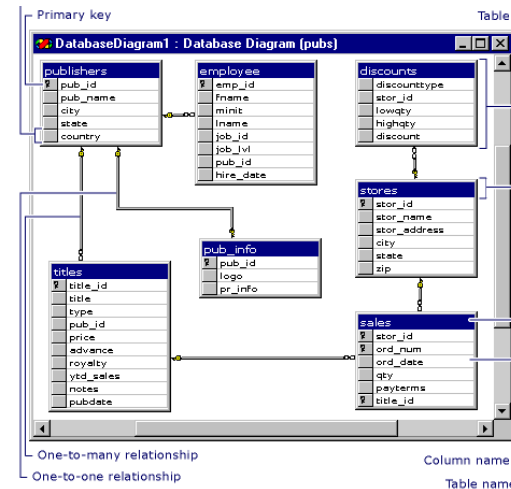 Primary key
Table
DatabaseDiagram1 : Database Diagram (pubs)
publishers
pub_id
pub_name
city
state
country
employee
emp_id
fname
minit
lname
job_id
job_lvl
pub_id
hire_date
discounts
discounttype
stor_id
lowqty
highqty
discount
stores
stor_id
stor_name
stor_address
city
state
zip
pub_info
pub_id
logo
pr_info
titles
title_id
title
type
pub_id
price
advance
royalty
ytd_sales
notes
pubdate
sales
stor_id
ord_num
ord_date
qty
payterms
title_id
One-to-many relationship
Column name
One-to-one relationship
Table name